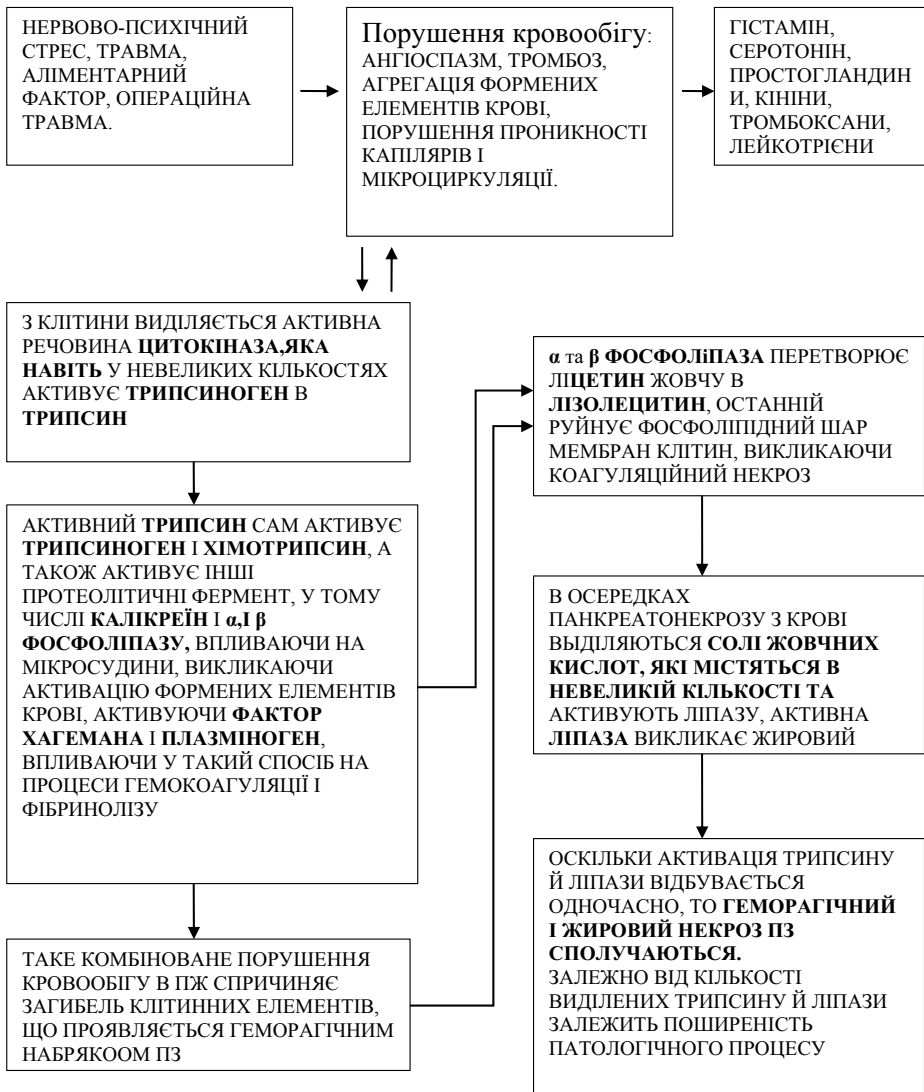 НЕРВОВО-ПСИХІЧНИЙ
СТРЕС, ТРАВМА,
АЛІМЕНТАРНИЙ
ФАКТОР, ОПЕРАЦІЙНА
ТРАВМА.
Порушення кровообігу:
АНГІОСПАЗМ, ТРОМБОЗ,
АГРЕГАЦІЯ ФОРМЕНИХ
ЕЛЕМЕНТІВ КРОВІ,
ПОРУШЕННЯ ПРОНИКНОСТІ
КАПІЛЯРІВ І
МІКРОЦИРКУЛЯЦІЇ.
ГІСТАМІН,
СЕРОТОНІН,
ПРОСТОГЛАНДИН
И, КІНІНИ,
ТРОМБОКСАНИ,
ЛЕЙКОТРІЄНИ
З КЛІТИНИ ВИДІЛЯЄТЬСЯ АКТИВНА
РЕЧОВИНА ЦИТОКІНАЗА,ЯКА
НАВІТЬ У НЕВЕЛИКИХ КІЛЬКОСТЯХ
АКТИВУЄ ТРИПСИНОГЕН В
ТРИПСИН
АКТИВНИЙ ТРИПСИН САМ АКТИВУЄ
ТРИПСИНОГЕН І ХІМОТРИПСИН, А
ТАКОЖ АКТИВУЄ ІНШІ
ПРОТЕОЛІТИЧНІ ФЕРМЕНТ, У ТОМУ
ЧИСЛІ КАЛІКРЕЇН І α,І β
ФОСФОЛІПАЗУ, ВПЛИВАЮЧИ НА
МІКРОСУДИНИ, ВИКЛИКАЮЧИ
АКТИВАЦІЮ ФОРМЕНИХ ЕЛЕМЕНТІВ
КРОВІ, АКТИВУЮЧИ ФАКТОР
ХАГЕМАНА І ПЛАЗМІНОГЕН,
ВПЛИВАЮЧИ У ТАКИЙ СПОСІБ НА
ПРОЦЕСИ ГЕМОКОАГУЛЯЦІЇ І
ФІБРИНОЛІЗУ
ТАКЕ КОМБІНОВАНЕ ПОРУШЕННЯ
КРОВООБІГУ В ПЖ СПРИЧИНЯЄ
ЗАГИБЕЛЬ КЛІТИННИХ ЕЛЕМЕНТІВ,
ЩО ПРОЯВЛЯЄТЬСЯ ГЕМОРАГІЧНИМ
НАБРЯКООМ ПЗ
α та β ФОСФОЛіПАЗА ПЕРЕТВОРЮЄ
ЛІЦЕТИН ЖОВЧУ В
ЛІЗОЛЕЦИТИН, ОСТАННІЙ
РУЙНУЄ ФОСФОЛІПІДНИЙ ШАР
МЕМБРАН КЛІТИН, ВИКЛИКАЮЧИ
КОАГУЛЯЦІЙНИЙ НЕКРОЗ
В ОСЕРЕДКАХ
ПАНКРЕАТОНЕКРОЗУ З КРОВІ
ВЫДІЛЯЮТЬСЯ СОЛІ ЖОВЧНИХ
КИСЛОТ, ЯКІ МІСТЯТЬСЯ В
НЕВЕЛИКІЙ КІЛЬКОСТІ ТА
АКТИВУЮТЬ ЛІПАЗУ, АКТИВНА
ЛІПАЗА ВИКЛИКАЄ ЖИРОВИЙ
ОСКІЛЬКИ АКТИВАЦІЯ ТРИПСИНУ
Й ЛІПАЗИ ВІДБУВАЄТЬСЯ
ОДНОЧАСНО, ТО ГЕМОРАГІЧНИЙ
І ЖИРОВИЙ НЕКРОЗ ПЗ
СПОЛУЧАЮТЬСЯ.
ЗАЛЕЖНО ВІД КІЛЬКОСТІ
ВИДІЛЕНИХ ТРИПСИНУ Й ЛІПАЗИ
ЗАЛЕЖИТЬ ПОШИРЕНІСТЬ
ПАТОЛОГІЧНОГО ПРОЦЕСУ